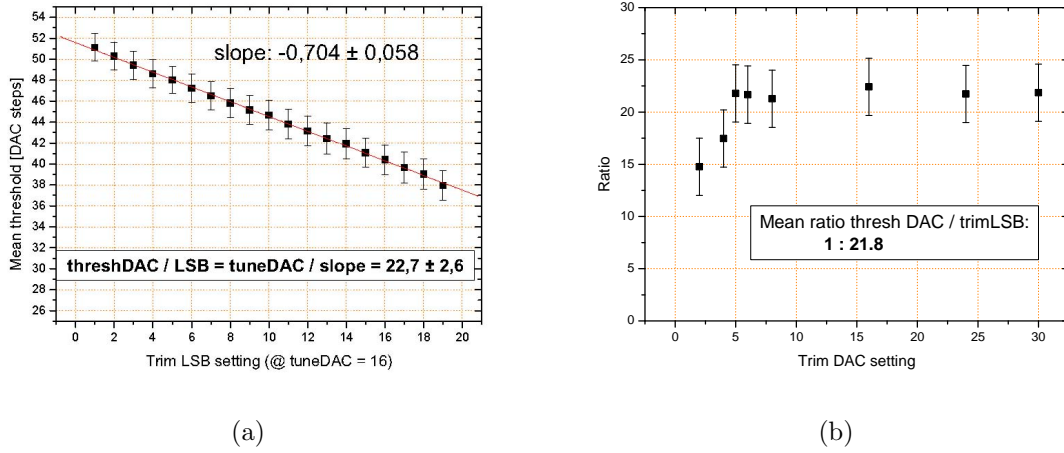 54
52
50
48
46
44
42
40
38
36
34
32
30
28
26
Mean threshold [DAC steps]
slope: -0,704 ± 0,058
threshDAC / LSB = tuneDAC / slope = 22,7 ± 2,6
0 2 4 6 8 10 12 14 16 18 20
Trim LSB setting (@ tuneDAC = 16)
(a)
30
25
20
15
10
5
0
Ratio
Mean ratio thresh DAC / trimLSB:
1 : 21.8
0 5 10 15 20 25 30
Trim DAC setting
(b)